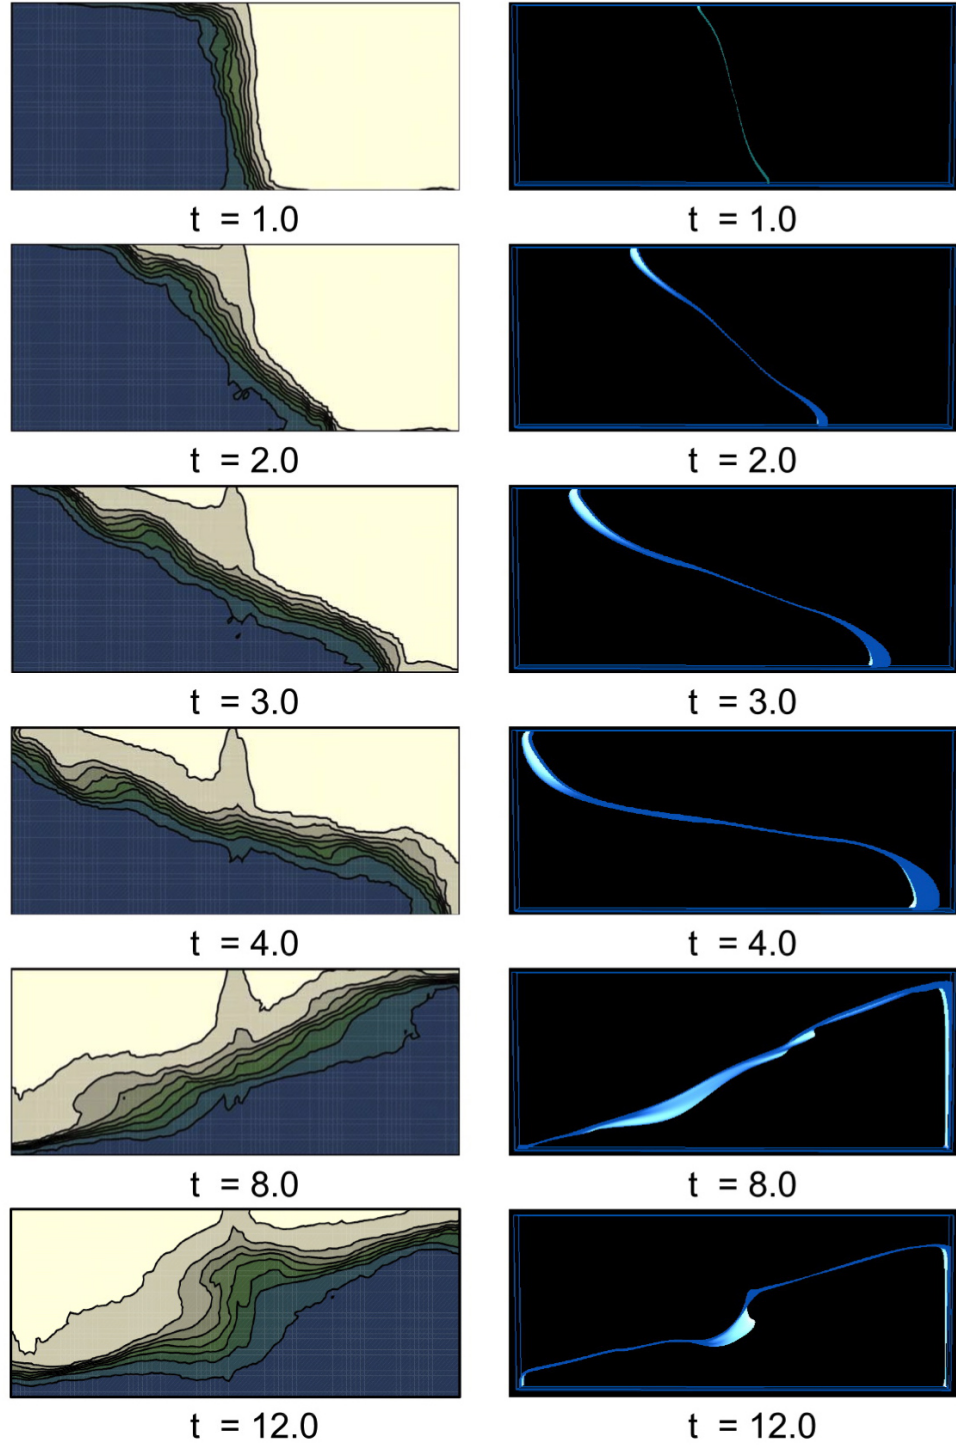 t = 1.0
t = 1.0
t = 2.0
t = 2.0
t = 3.0
t = 3.0
t = 4.0
t = 4.0
t = 8.0
t = 8.0
t = 12.0
t = 12.0